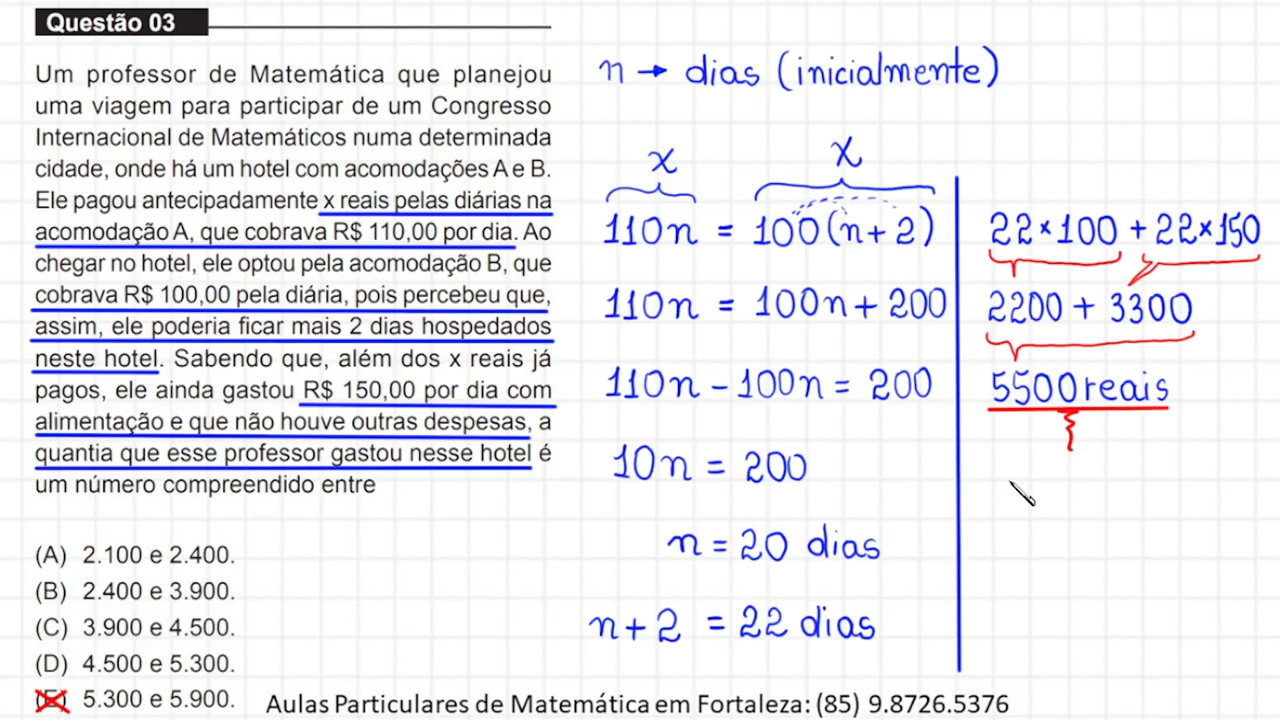 Questão 03
Um professor de Matemática que planejou
uma viagem para participar de um Congresso
Internacional de Matemáticos numa determinada
cidade, onde há um hotel com acomodações A e B.
Ele pagou antecipadamente x reais pelas diárias na
acomodação A, que cobrava R$ 110,00 por dia. Ao
chegar no hotel, ele optou pela acomodação B, que
cobrava R$ 100,00 pela diária, pois percebeu que,
assim, ele poderia ficar mais 2 dias hospedados
neste hotel. Sabendo que, além dos x reais já
pagos, ele ainda gastou R$ 150,00 por dia com
alimentação e que não houve outras despesas, a
quantia que esse professor gastou nesse hotel é
um número compreendido entre
(A) 2.100 e 2.400.
(B) 2.400 e 3.900.
(C) 3.900 e 4.500.
(D) 4.500 e 5.300.
(E) 5.300 e 5.900.
n → dias (inicialmente)
x x
110n = 100(n+2)
110n = 100n + 200
110n - 100n = 200
10n = 200
n = 20 dias
n+2 = 22 dias
22×100 + 22×150
2200 + 3300
5500 reais
Aulas Particulares de Matemática em Fortaleza: (85) 9.8726.5376